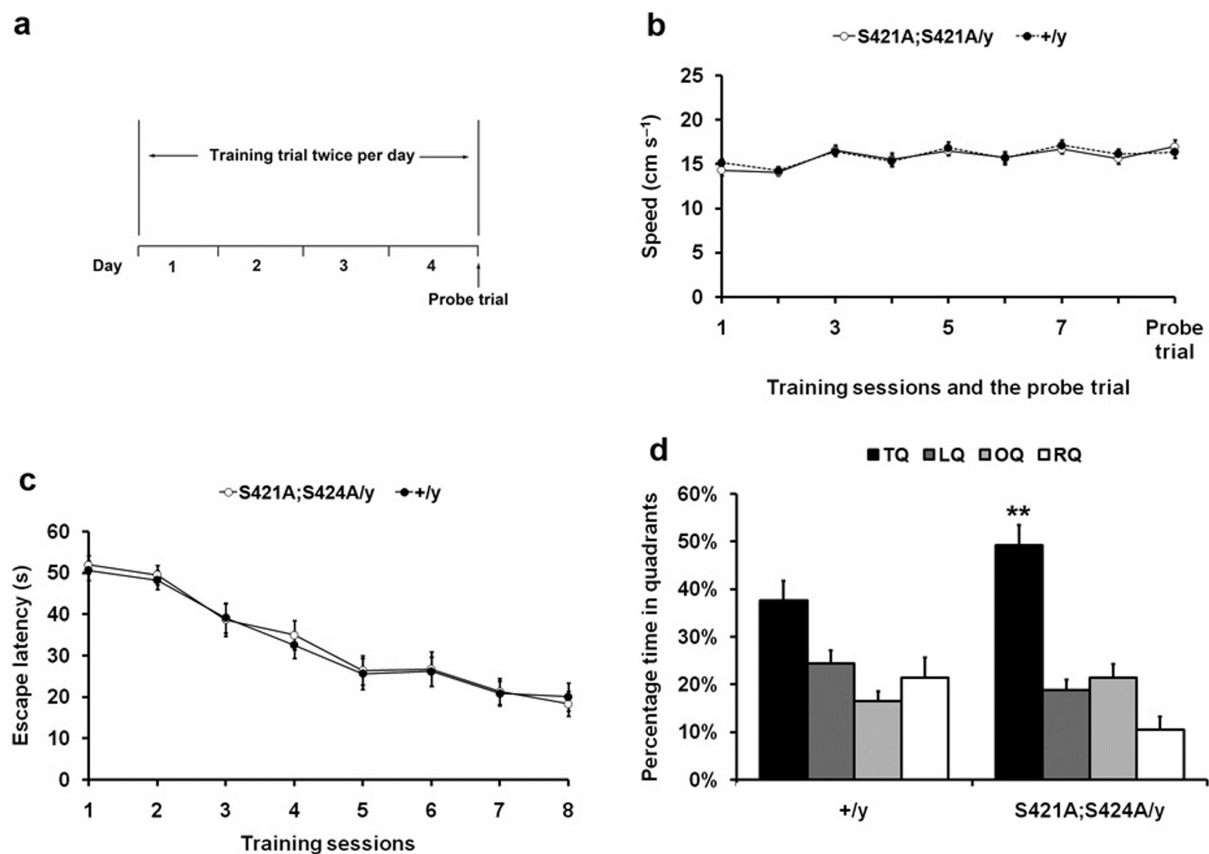 a
Training trial twice per day
Day 1 2 3 4
Probe trial
b
S421A;S421A/y +/y
25
20
15
10
5
0
Speed (cm s⁻¹)
1 3 5 7 Probe trial
Training sessions and the probe trial
c
S421A;S424A/y +/y
60
50
40
30
20
10
0
Escape latency (s)
1 2 3 4 5 6 7 8
Training sessions
d
TQ LQ OQ RQ
60%
50%
40%
30%
20%
10%
0%
Percentage time in quadrants
**
+/y S421A;S424A/y